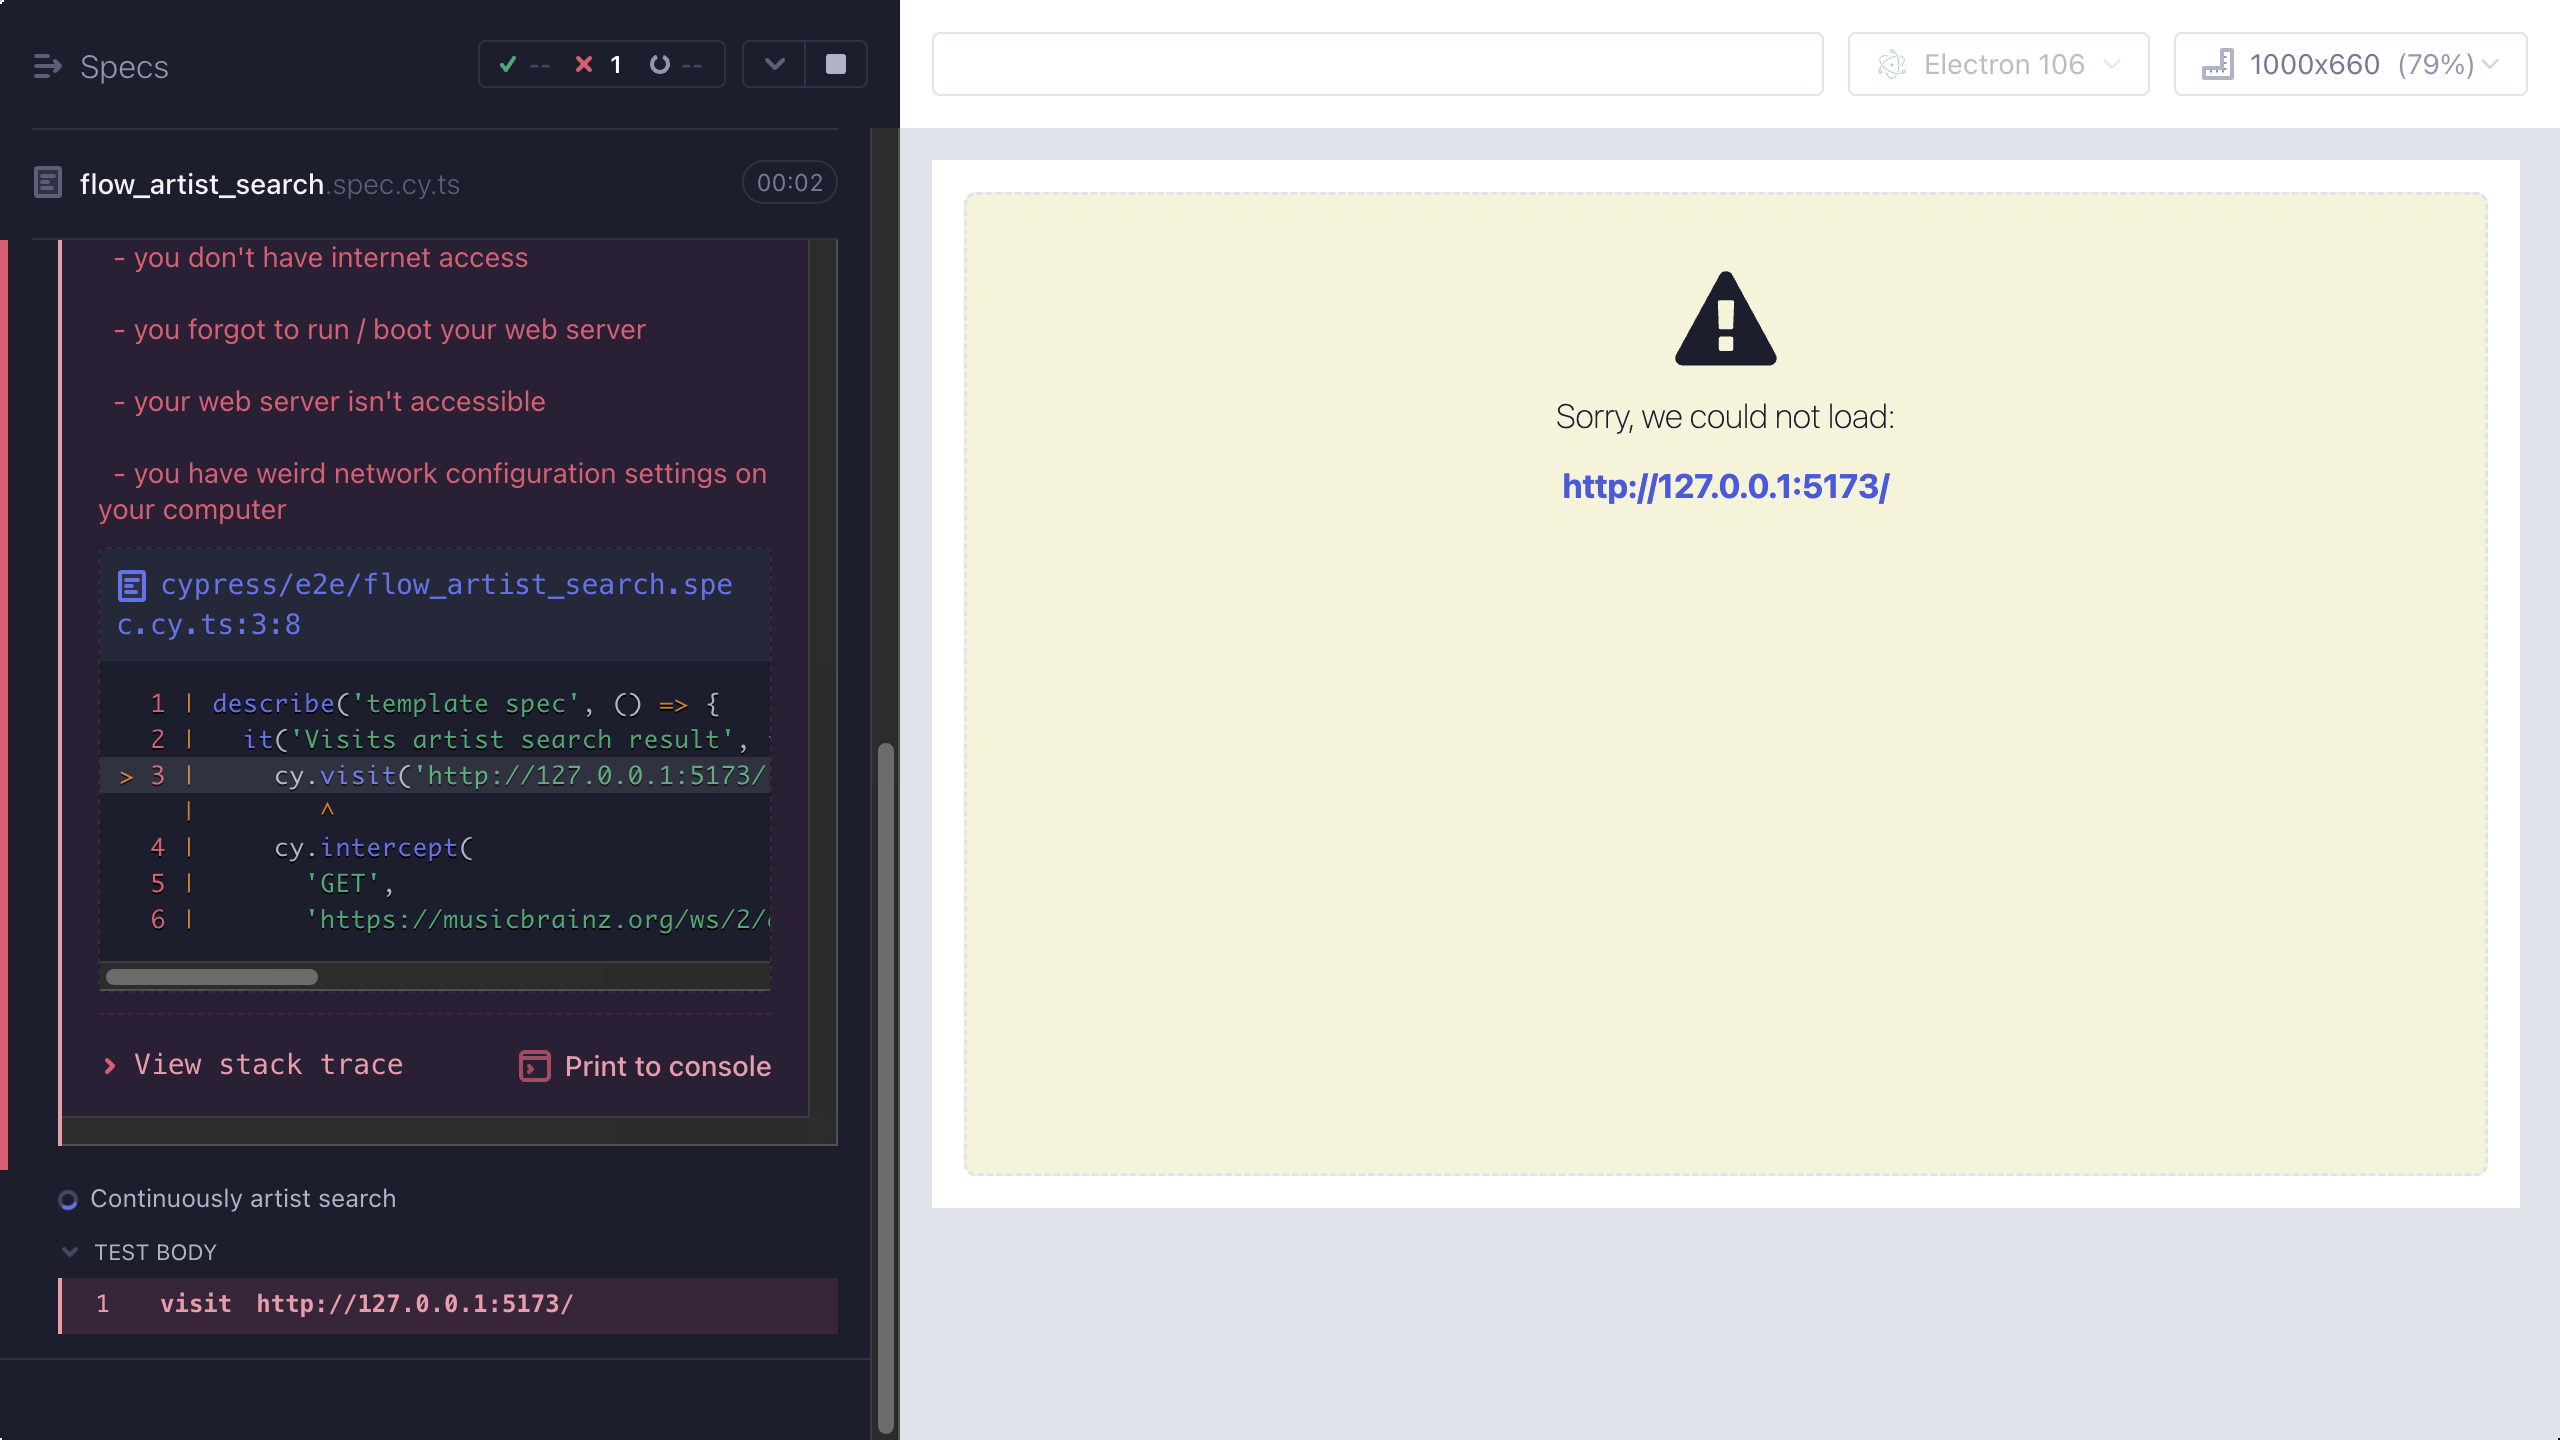 Specs
-- 1 --
flow_artist_search.spec.cy.ts
00:02
- you don't have internet access
- you forgot to run / boot your web server
- your web server isn't accessible
- you have weird network configuration settings on
your computer
cypress/e2e/flow_artist_search.spe
c.cy.ts:3:8
1 | describe('template spec', () => {
2 |   it('Visits artist search result',
> 3 |     cy.visit('http://127.0.0.1:5173/
|        ^
4 |     cy.intercept(
5 |       'GET',
6 |       'https://musicbrainz.org/ws/2/
View stack trace
Print to console
Continuously artist search
TEST BODY
1 visit http://127.0.0.1:5173/
Electron 106
1000x660 (79%)
Sorry, we could not load:
http://127.0.0.1:5173/